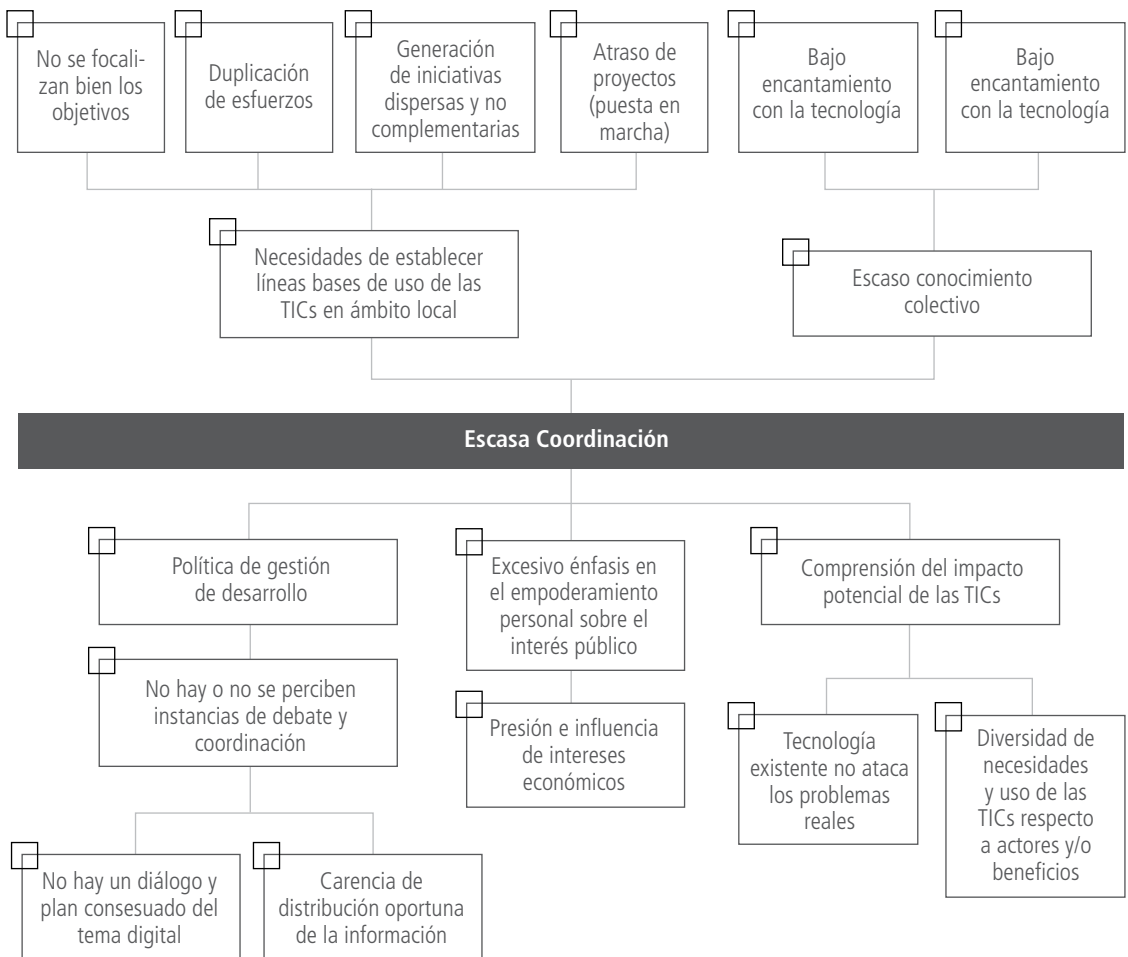 No se focali-
zan bien los
objetivos
Duplicación
de esfuerzos
Generación
de iniciativas
dispersas y no
complementarias
Atraso de
proyectos
(puesta en
marcha)
Bajo
encantamiento
con la tecnología
Bajo
encantamiento
con la tecnología
Necesidades de establecer
líneas bases de uso de las
TICs en ámbito local
Escaso conocimiento
colectivo
Escasa Coordinación
Política de gestión
de desarrollo
Excesivo énfasis en
el empoderamiento
personal sobre el
interés público
Comprensión del impacto
potencial de las TICs
No hay o no se perciben
instancias de debate y
coordinación
Presión e influencia
de intereses
económicos
Tecnología
existente no ataca
los problemas
reales
Diversidad de
necesidades
y uso de las
TICs respecto
a actores y/o
beneficios
No hay un diálogo y
plan consesuado del
tema digital
Carencia de
distribución oportuna
de la información